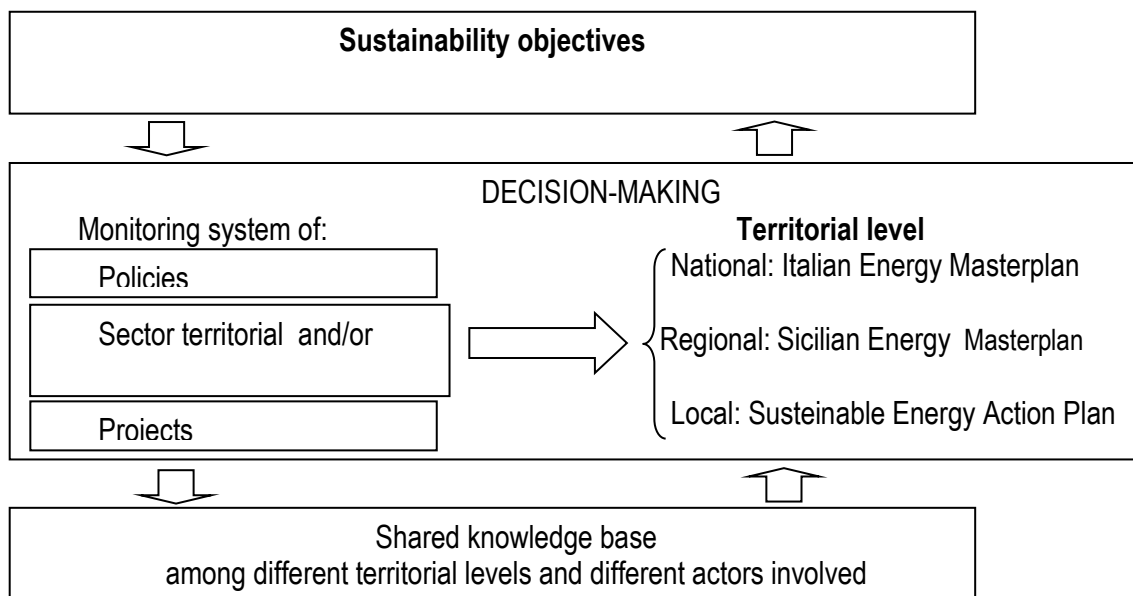 Sustainability objectives
DECISION-MAKING
Monitoring system of:
Policies
Sector territorial and/or
Projects
Territorial level
National: Italian Energy Masterplan
Regional: Sicilian Energy Masterplan
Local: Susteinable Energy Action Plan
Shared knowledge base
among different territorial levels and different actors involved